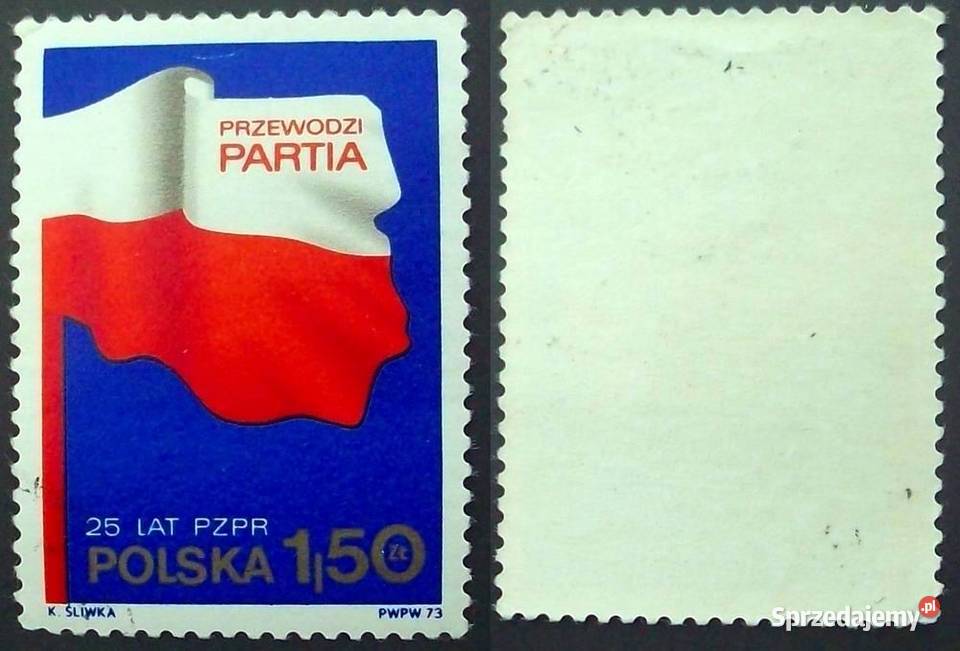 PRZEWODZI
PARTIA
25 LAT PZPR
POLSKA 1,50 ZŁ
K. ŚLIWKA PWPW 73
Sprzedajemy.pl